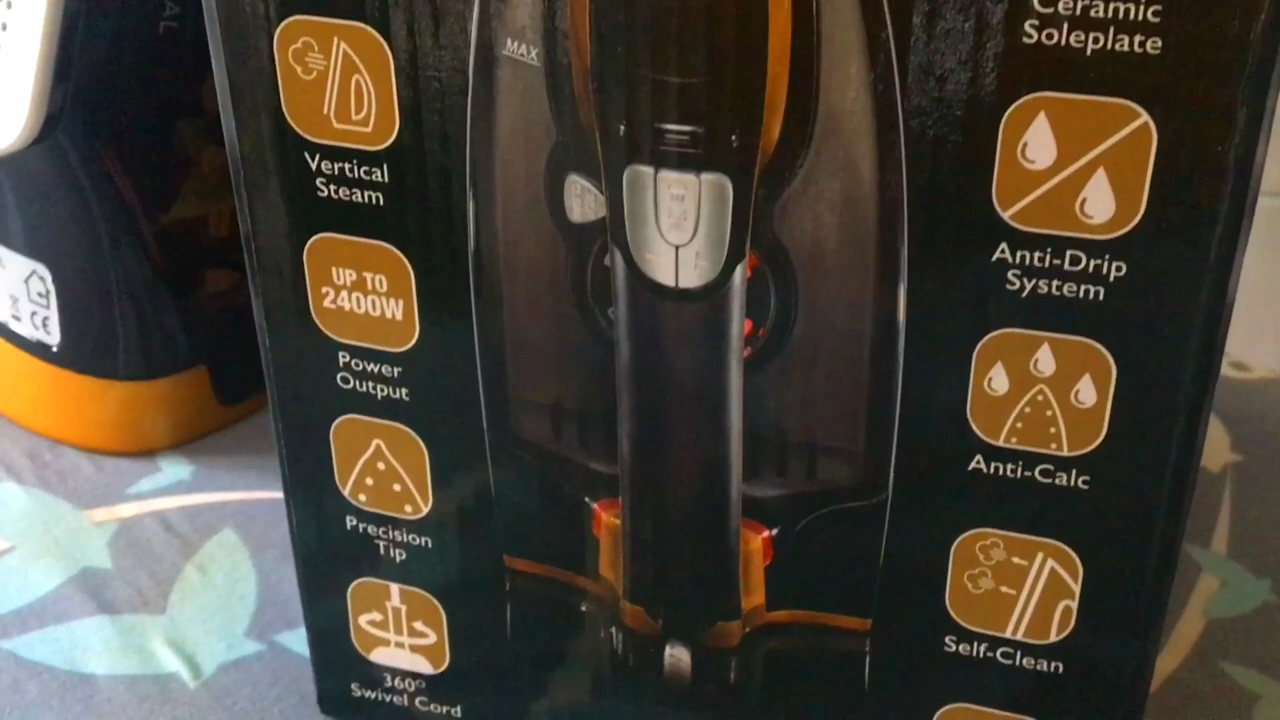 Vertical
Steam
UP TO
2400W
Power
Output
Precision
Tip
360°
Swivel Cord
MAX
Ceramic
Soleplate
Anti-Drip
System
Anti-Calc
Self-Clean
CE